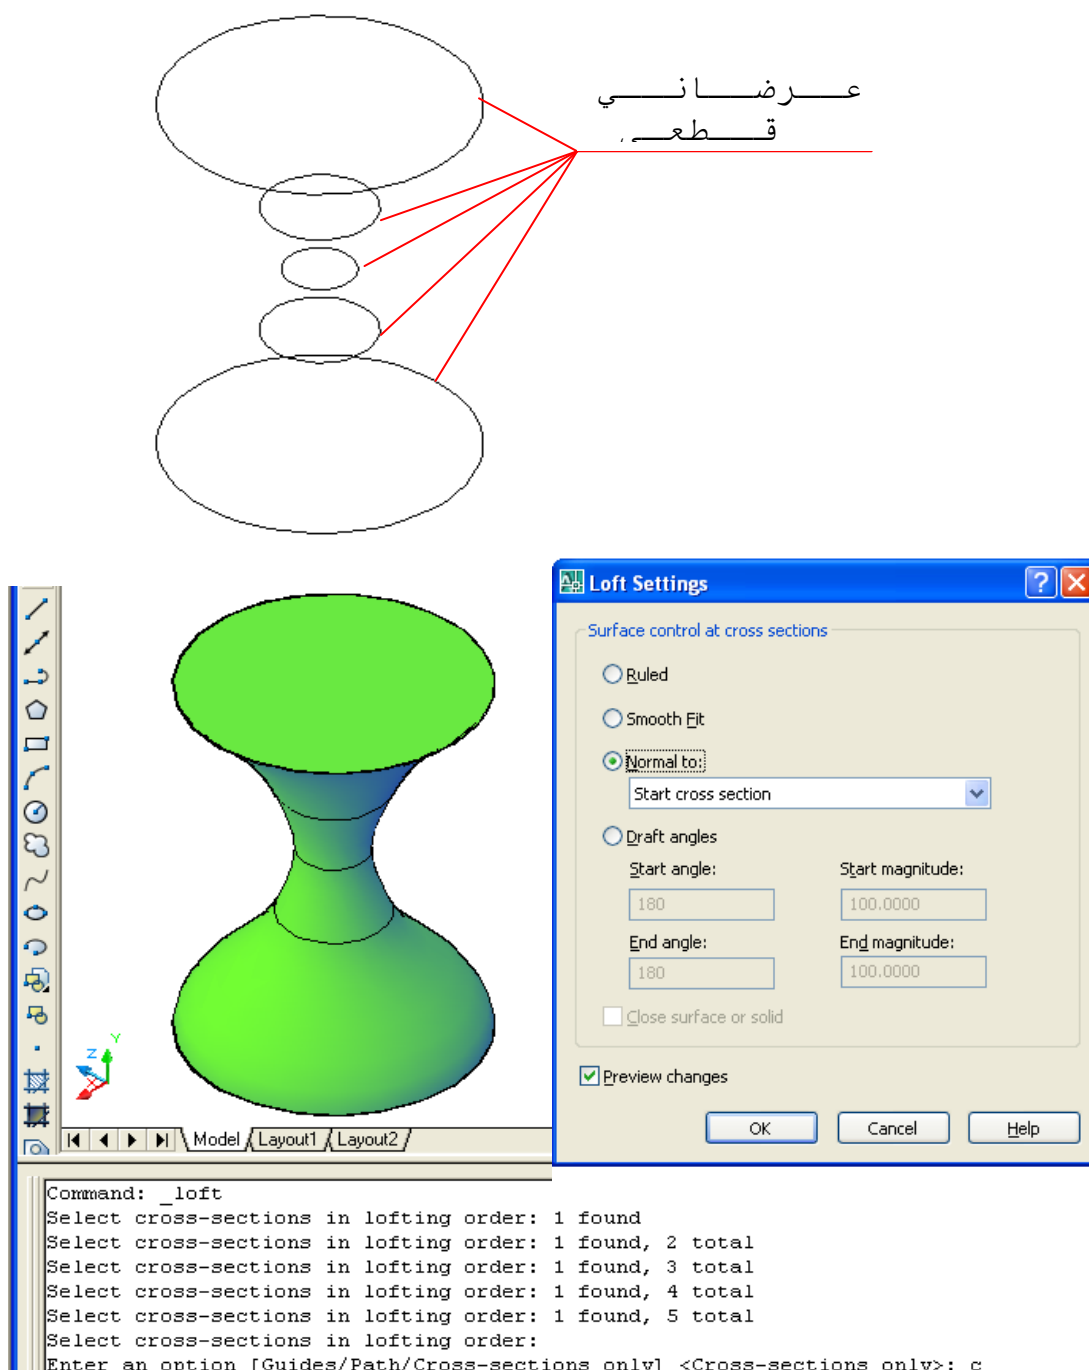 عرضاني
قطعي
Loft Settings
Surface control at cross sections
Ruled
Smooth Fit
Normal to:
Start cross section
Draft angles
Start angle: Start magnitude:
180 100.0000
End angle: End magnitude:
180 100.0000
Close surface or solid
Preview changes
OK Cancel Help
Z Y X
Model Layout1 Layout2
Command: _loft
Select cross-sections in lofting order: 1 found
Select cross-sections in lofting order: 1 found, 2 total
Select cross-sections in lofting order: 1 found, 3 total
Select cross-sections in lofting order: 1 found, 4 total
Select cross-sections in lofting order: 1 found, 5 total
Select cross-sections in lofting order:
Enter an option [Guides/Path/Cross-sections only] <Cross-sections only>: c